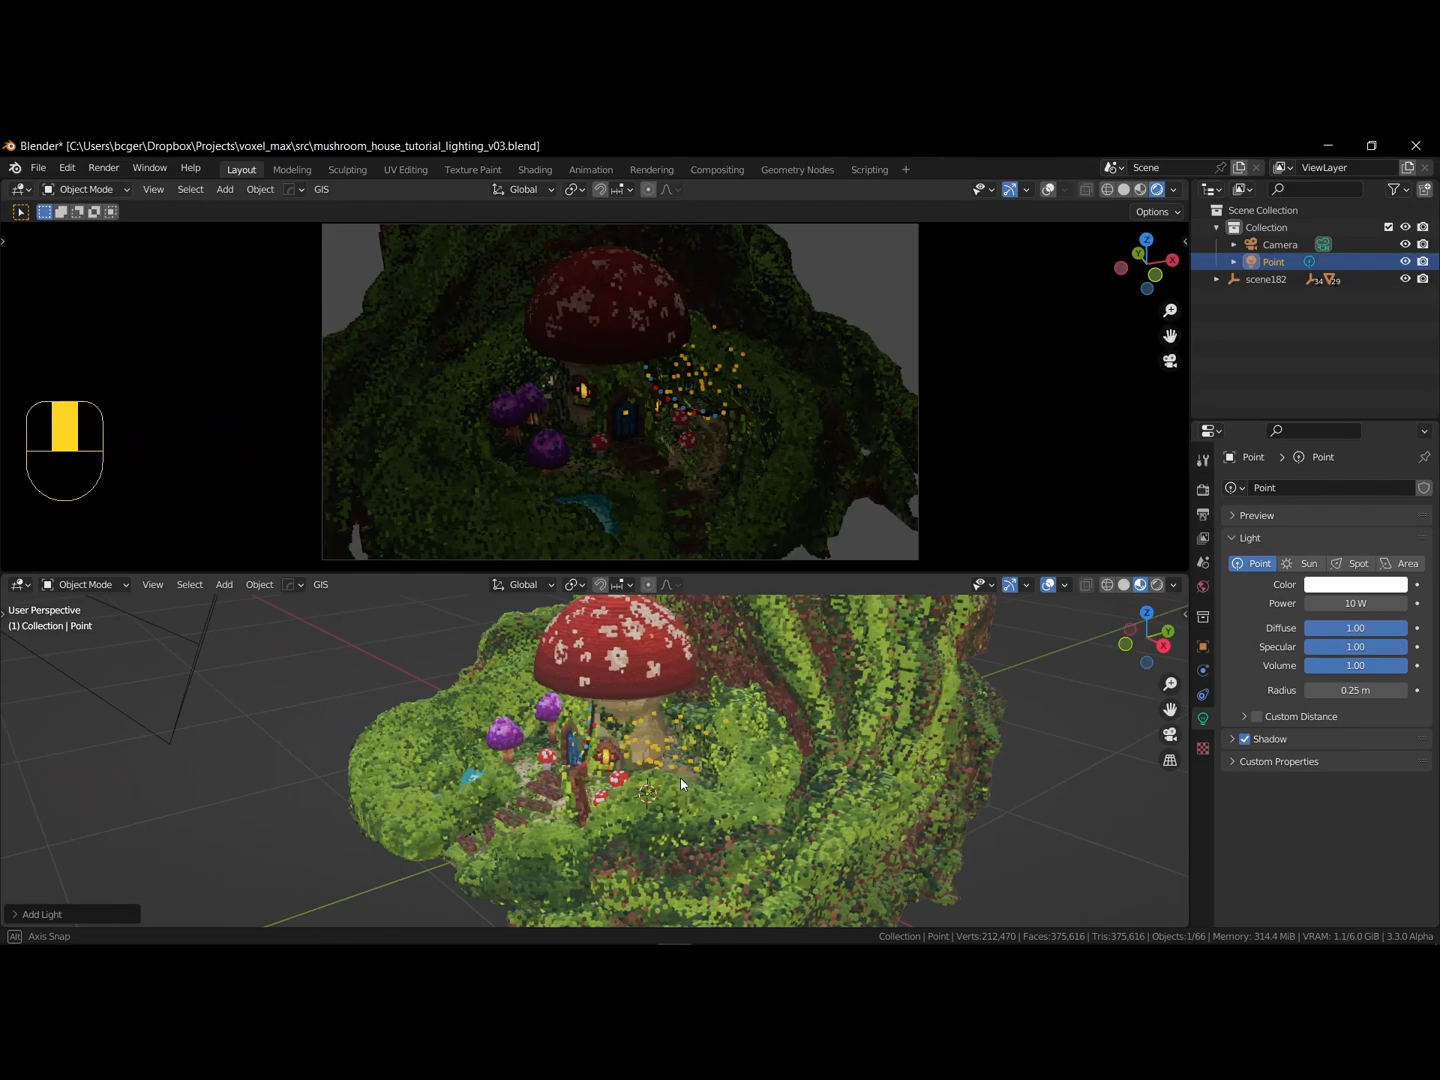 Blender* [C:\Users\bcger\Dropbox\Projects\voxel_max\src\mushroom_house_tutorial_lighting_v03.blend]
File Edit Render Window Help Layout Modeling Sculpting UV Editing Texture Paint Shading Animation Rendering Compositing Geometry Nodes Scripting + Scene ViewLayer
Object Mode View Select Add Object GIS Global
Options
Scene Collection
Collection
Camera
Point
scene182 34 29
Z
Y
X
Point > Point
Point
Preview
Light
Point Sun Spot Area
Color
Power 10 W
Diffuse 1.00
Specular 1.00
Volume 1.00
Radius 0.25 m
Custom Distance
Shadow
Custom Properties
Object Mode View Select Add Object GIS Global
User Perspective
(1) Collection | Point
Z
Y
X
Add Light
Alt Axis Snap
Collection | Point | Verts:212,470 | Faces:375,616 | Tris:375,616 | Objects:1/66 | Memory: 314.4 MiB | VRAM: 1.1/6.0 GiB | 3.3.0 Alpha